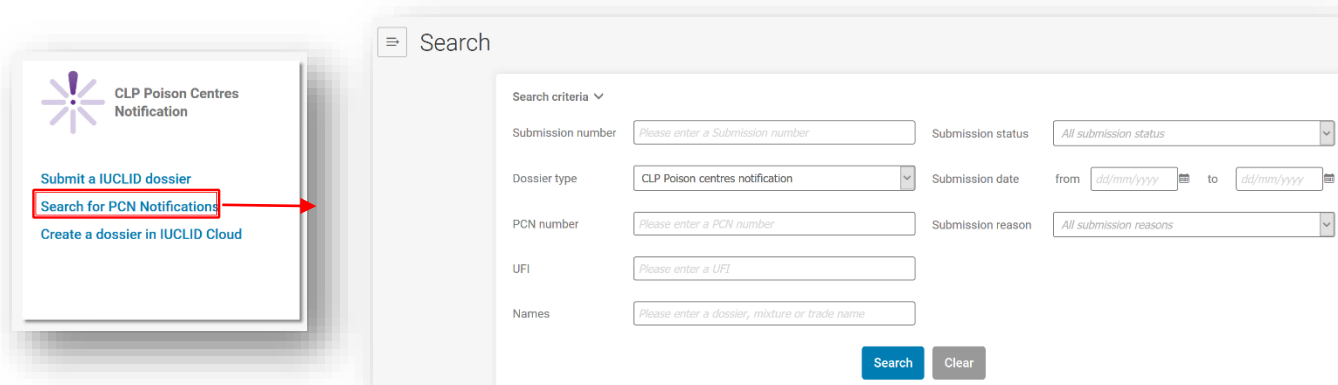 CLP Poison Centres
Notification
Submit a IUCLID dossier
Search for PCN Notifications
Create a dossier in IUCLID Cloud
Search
Search criteria
Submission number Please enter a Submission number Submission status All submission status
Dossier type CLP Poison centres notification Submission date from dd/mm/yyyy to dd/mm/yyyy
PCN number Please enter a PCN number Submission reason All submission reasons
UFI Please enter a UFI
Names Please enter a dossier, mixture or trade name
Search Clear